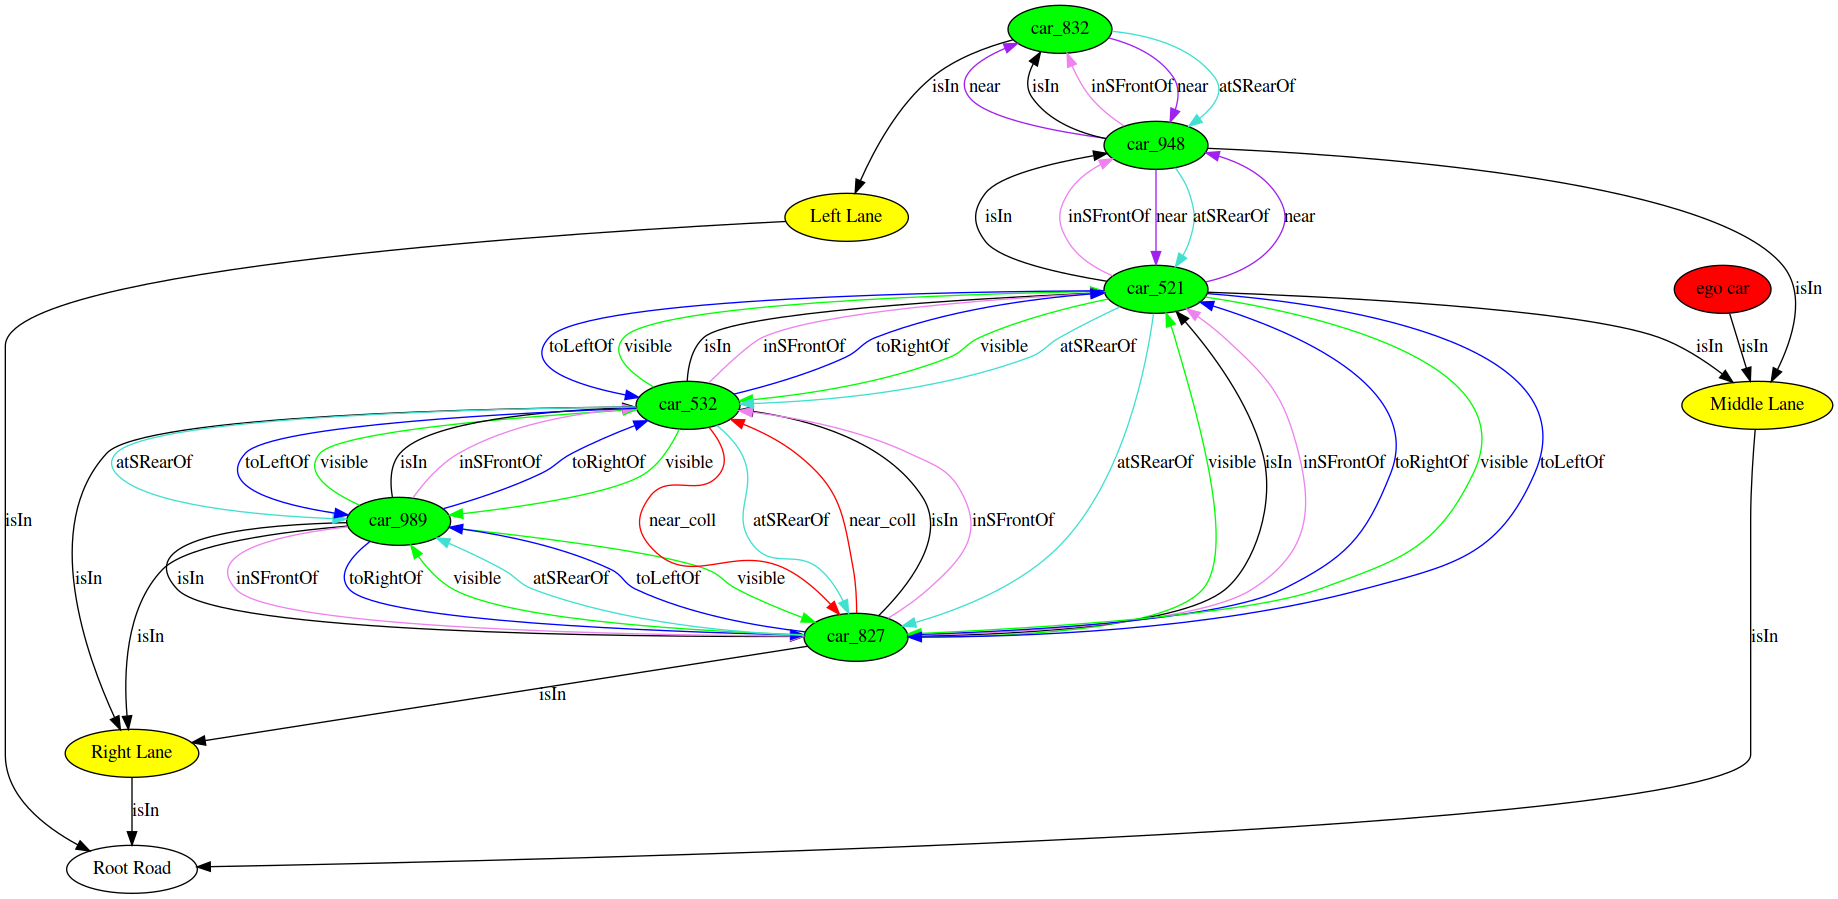 car_832
isIn
near
isIn
inSFrontOf
near
atSRearOf
car_948
Left Lane
isIn
inSFrontOf
near
atSRearOf
near
car_521
ego car
isIn
toLeftOf
visible
isIn
inSFrontOf
toRightOf
visible
atSRearOf
isIn
isIn
car_532
Middle Lane
atSRearOf
toLeftOf
visible
isIn
inSFrontOf
toRightOf
visible
atSRearOf
visible
isIn
inSFrontOf
toRightOf
visible
toLeftOf
isIn
car_989
near_coll
atSRearOf
near_coll
isIn
inSFrontOf
isIn
isIn
inSFrontOf
toRightOf
visible
atSRearOf
toLeftOf
visible
isIn
car_827
isIn
isIn
Right Lane
isIn
Root Road